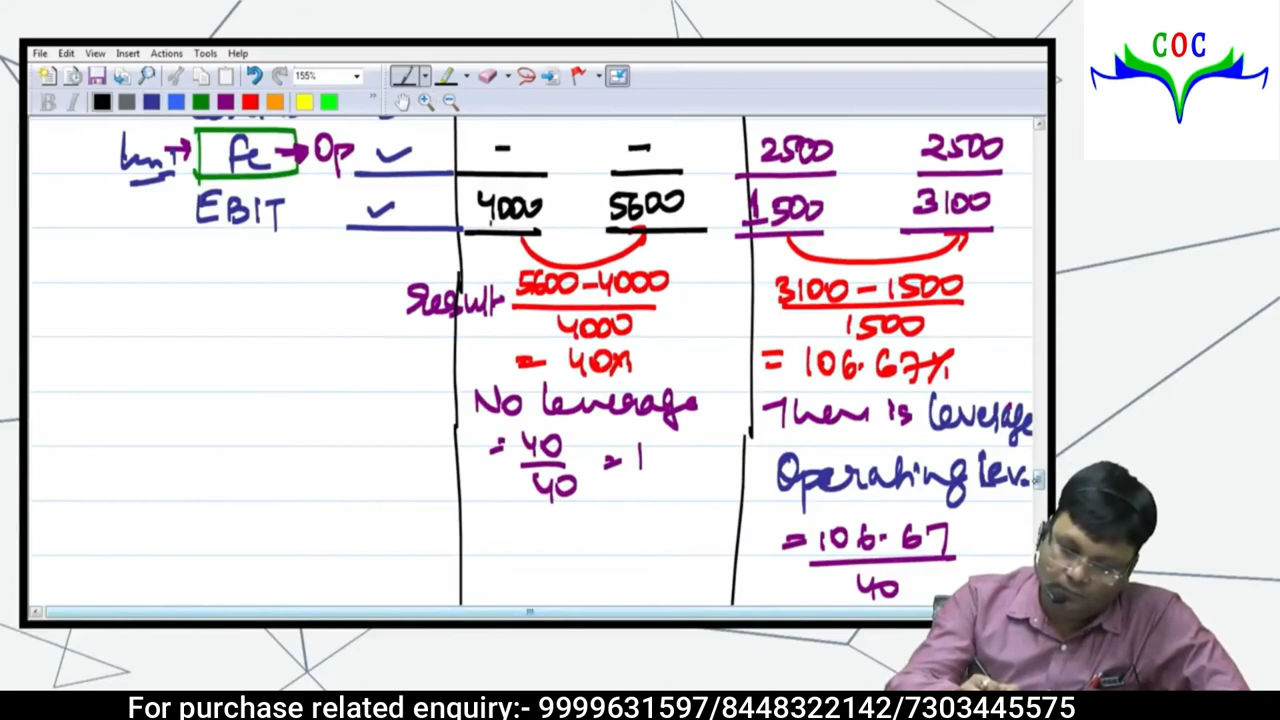 COC
File Edit View Insert Actions Tools Help
155%
Fc Op ✓ - - 2500 2500
EBIT ✓ 4000 5600 1500 3100
Result 5600-4000 3100-1500
4000 1500
= 40% = 106.67%
No leverage There is leverage
= 40 = 1 Operating lev.
40 = 106.67
40
For purchase related enquiry:- 9999631597/8448322142/7303445575